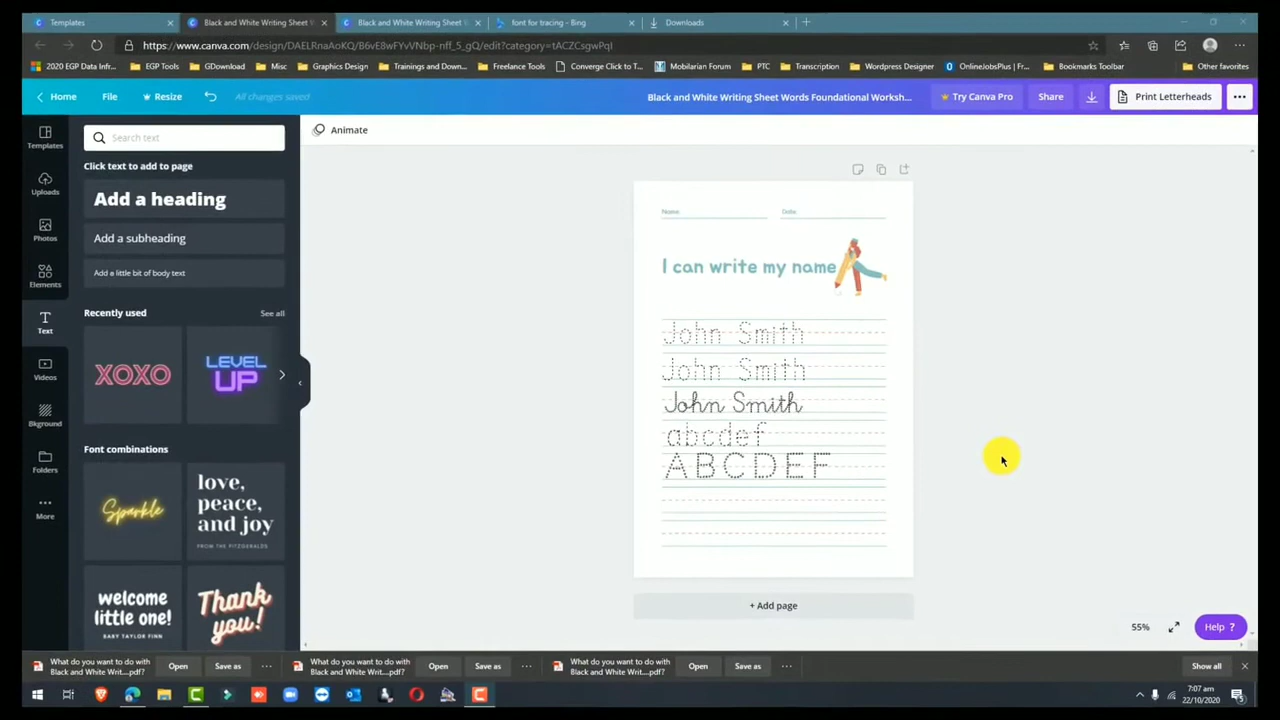 Templates
Black and White Writing Sheet
Black and White Writing Sheet
font for tracing - Bing
Downloads
https://www.canva.com/design/DAELRnaAoKQ/B6vE8wFYvVNbp-nff_5_gQ/edit?category=tACZCsgwPqI
2020 EGP Data Infr...
EGP Tools
GDownload
Misc
Graphics Design
Trainings and Down...
Freelance Tools
Converge Click to T...
Mobilarian Forum
PTC
Transcription
Wordpress Designer
OnlineJobsPlus | Fr...
Bookmarks Toolbar
Other favorites
Home
File
Resize
All changes saved
Black and White Writing Sheet Words Foundational Worksh...
Try Canva Pro
Share
Print Letterheads
Templates
Uploads
Photos
Elements
Text
Videos
Bkground
Folders
More
Search text
Click text to add to page
Add a heading
Add a subheading
Add a little bit of body text
Recently used
See all
XOXO
LEVEL
UP
Font combinations
Sparkle
love,
peace,
and joy
FROM THE FITZGERALDS
welcome
little one!
BABY TAYLOR FINN
Thank
you!
Animate
Name
Date
I can write my name
John Smith
John Smith
John Smith
abcdef
ABCDEF
+ Add page
55%
Help ?
What do you want to do with
Black and White Writ....pdf?
Open
Save as
What do you want to do with
Black and White Writ....pdf?
Open
Save as
What do you want to do with
Black and White Writ....pdf?
Open
Save as
Show all
7:07 am
22/10/2020